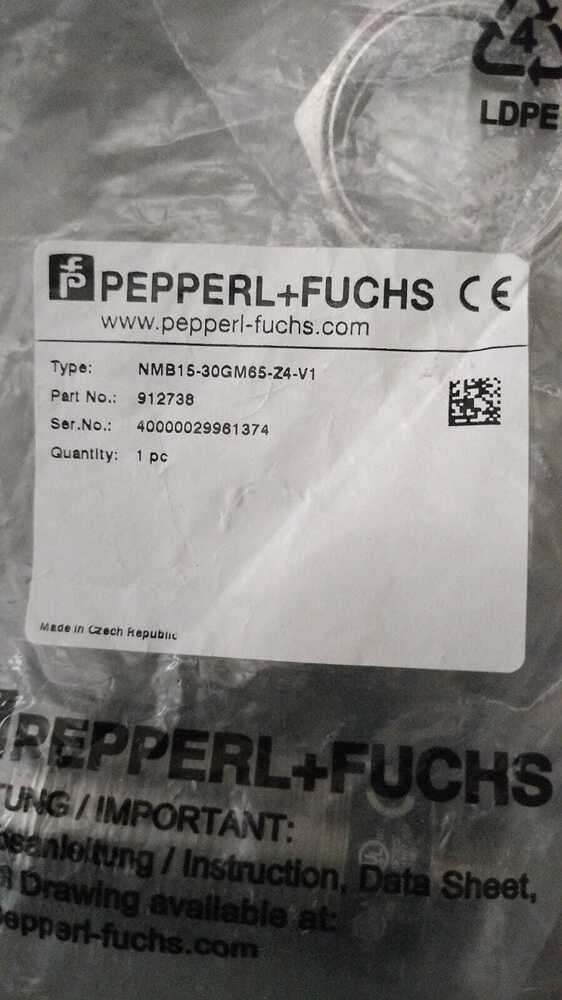 4
LDPE
PEPPERL+FUCHS CE
www.pepperl-fuchs.com
Type: NMB15-30GM65-Z4-V1
Part No.: 912738
Ser.No.: 40000029961374
Quantity: 1 pc
Made in Czech Republic
PEPPERL+FUCHS
TUNG / IMPORTANT:
bsanleitung / Instruction, Data Sheet,
Drawing available at:
epperl-fuchs.com